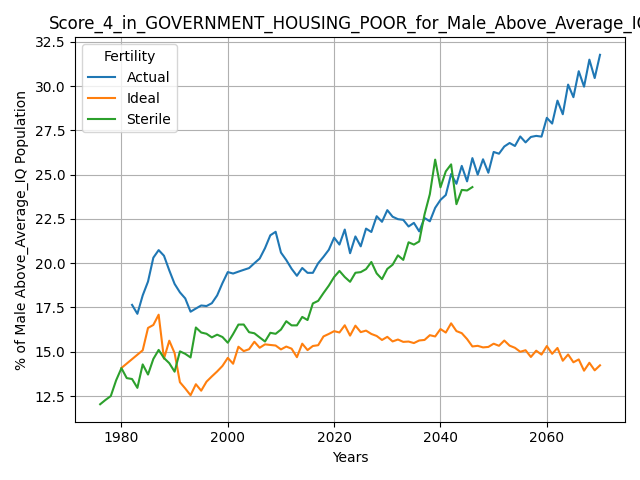 Score_4_in_GOVERNMENT_HOUSING_POOR_for_Male_Above_Average_IQ
Fertility
Actual
Ideal
Sterile
% of Male Above_Average_IQ Population
32.5
30.0
27.5
25.0
22.5
20.0
17.5
15.0
12.5
1980 2000 2020 2040 2060
Years